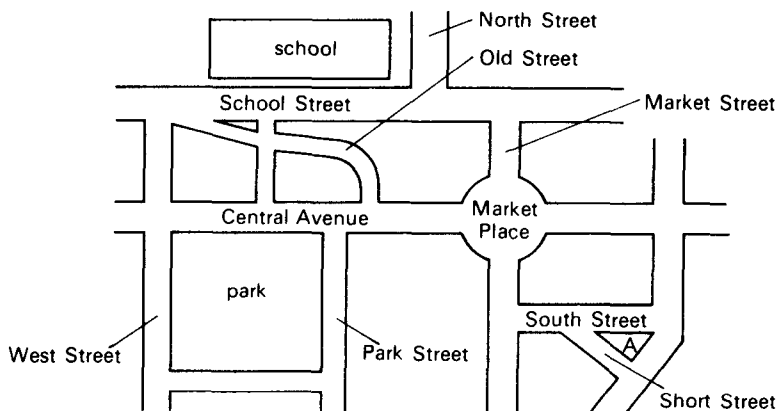 North Street
school
Old Street
School Street
Market Street
Central Avenue
Market
Place
park
South Street
A
West Street
Park Street
Short Street